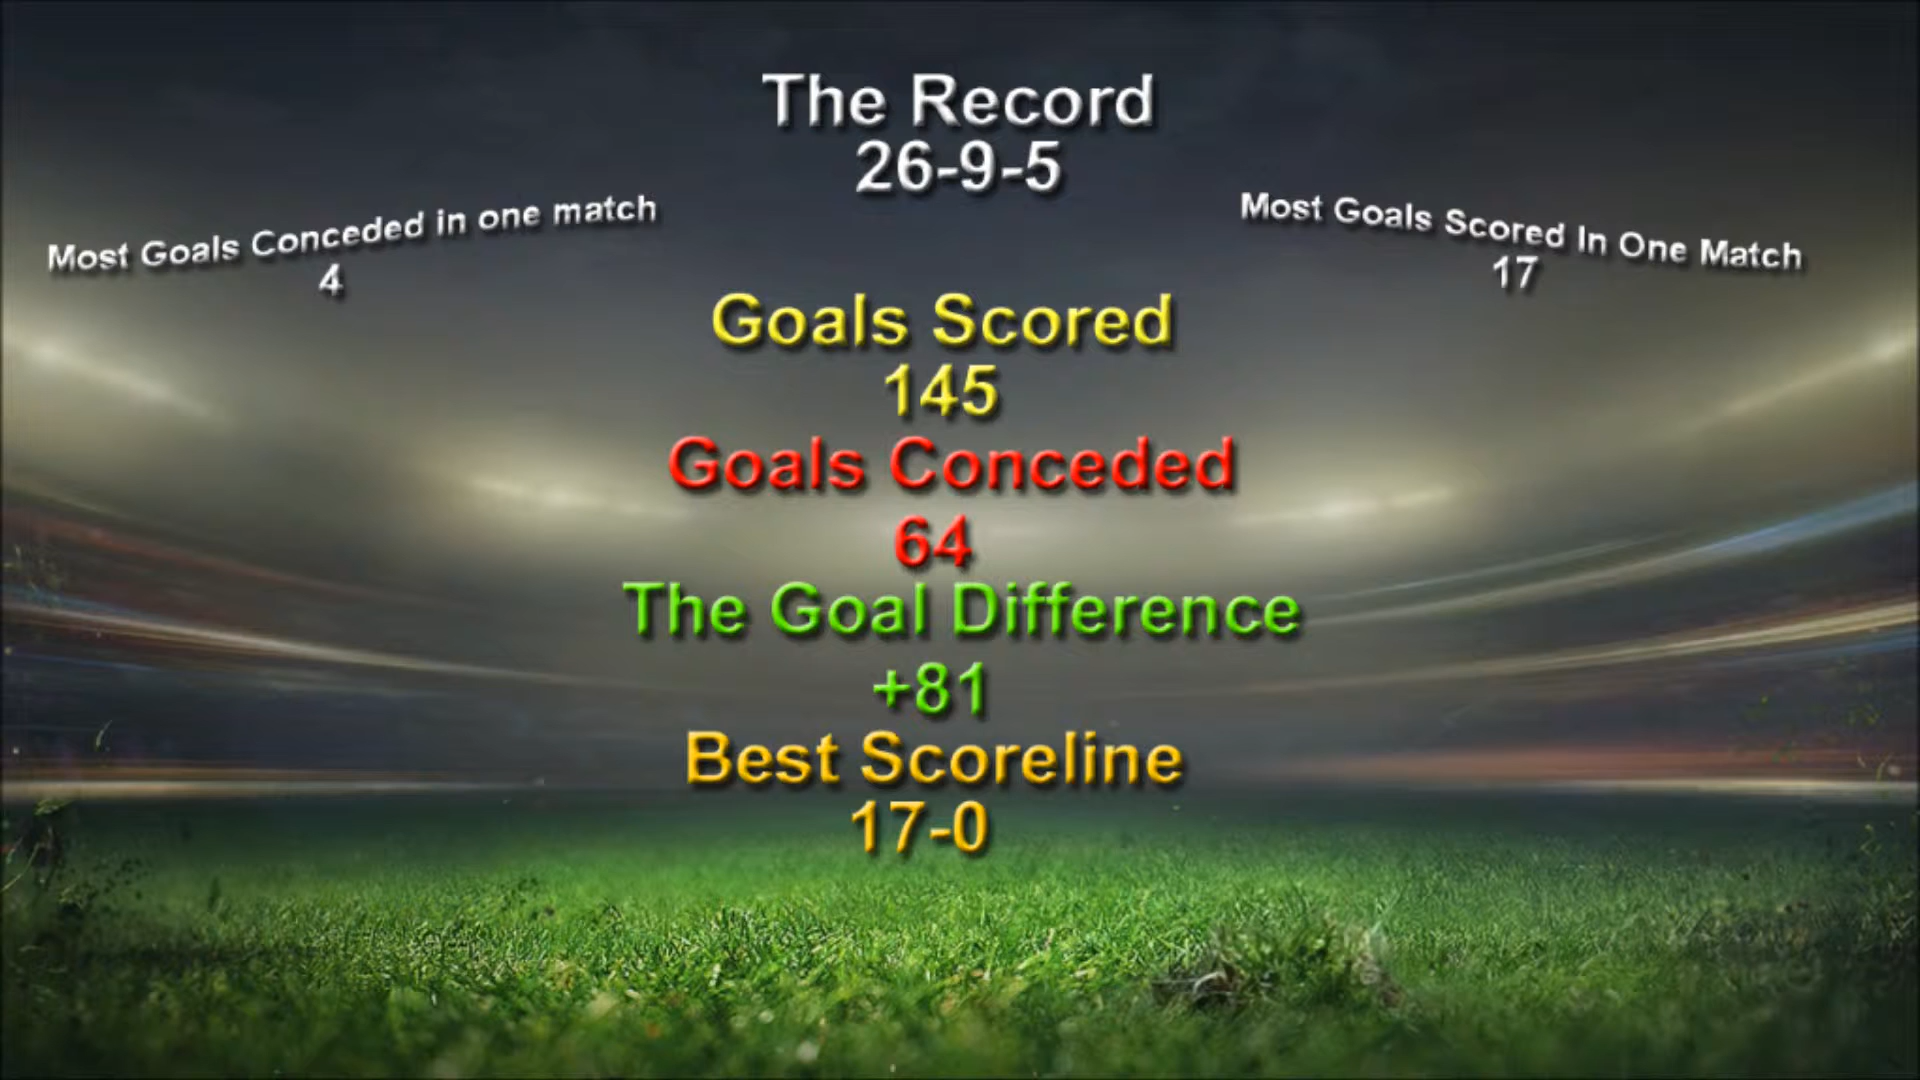 The Record
26-9-5
Most Goals Conceded in one match
4
Most Goals Scored In One Match
17
Goals Scored
145
Goals Conceded
64
The Goal Difference
+81
Best Scoreline
17-0